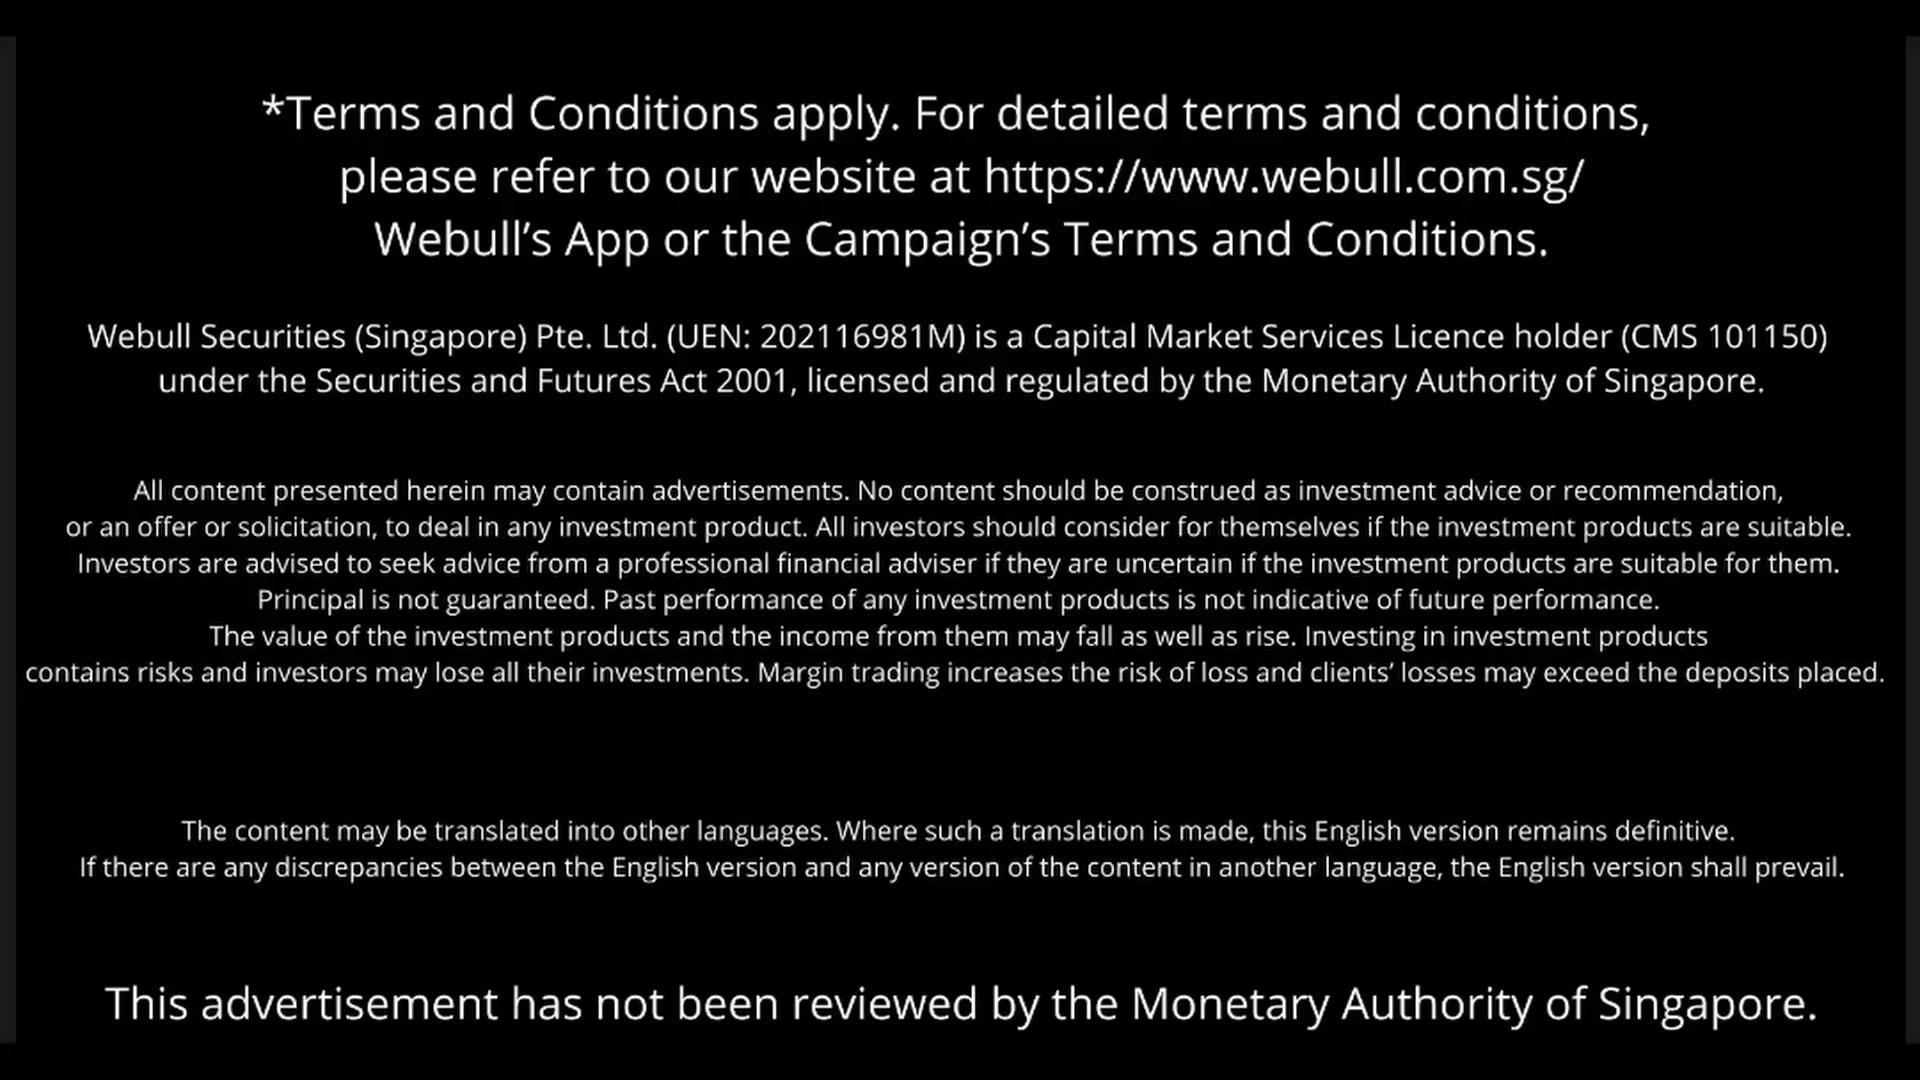 *Terms and Conditions apply. For detailed terms and conditions,
please refer to our website at https://www.webull.com.sg/
Webull’s App or the Campaign’s Terms and Conditions.
Webull Securities (Singapore) Pte. Ltd. (UEN: 202116981M) is a Capital Market Services Licence holder (CMS 101150)
under the Securities and Futures Act 2001, licensed and regulated by the Monetary Authority of Singapore.
All content presented herein may contain advertisements. No content should be construed as investment advice or recommendation,
or an offer or solicitation, to deal in any investment product. All investors should consider for themselves if the investment products are suitable.
Investors are advised to seek advice from a professional financial adviser if they are uncertain if the investment products are suitable for them.
Principal is not guaranteed. Past performance of any investment products is not indicative of future performance.
The value of the investment products and the income from them may fall as well as rise. Investing in investment products
contains risks and investors may lose all their investments. Margin trading increases the risk of loss and clients’ losses may exceed the deposits placed.
The content may be translated into other languages. Where such a translation is made, this English version remains definitive.
If there are any discrepancies between the English version and any version of the content in another language, the English version shall prevail.
This advertisement has not been reviewed by the Monetary Authority of Singapore.